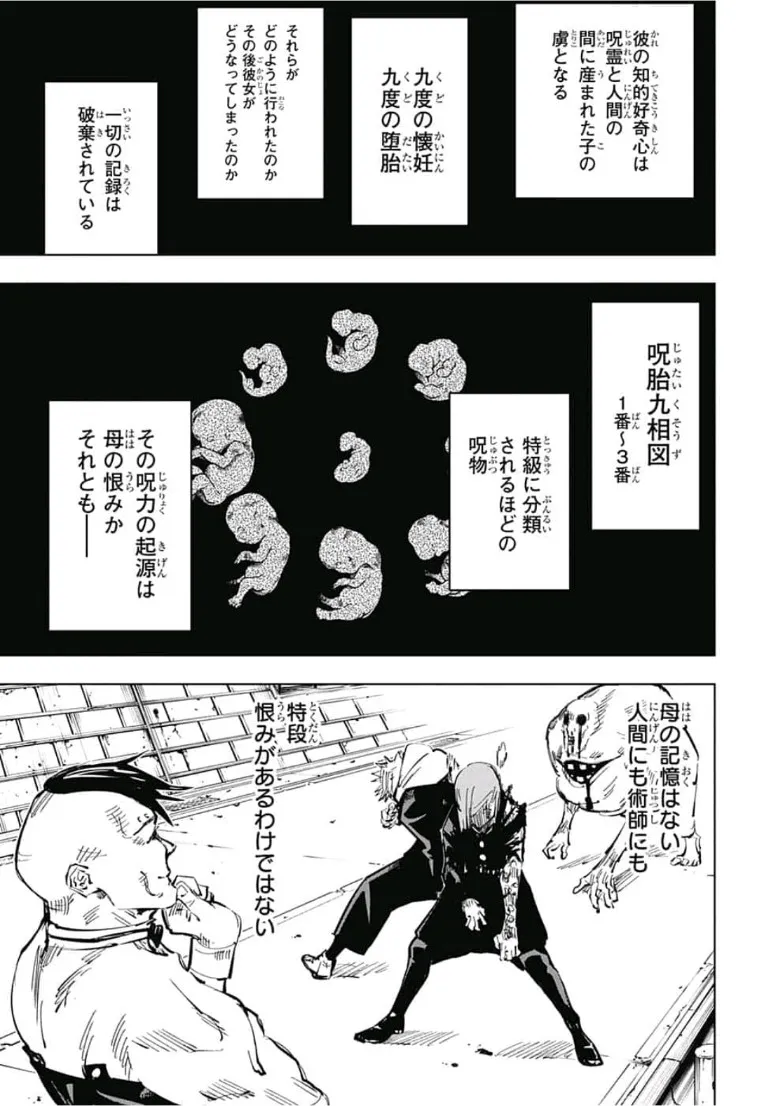 彼の知的好奇心は
呪霊と人間の
間に産まれた子の
虜となる
九度の懐妊
九度の堕胎
それらが
どのように行われたのか
その後彼女が
どうなってしまったのか
一切の記録は
破棄されている
呪胎九相図
1番〜3番
特級に分類
されるほどの
呪物
その呪力の起源は
母の恨みか
それとも――
母の記憶はない
人間にも術師にも
特段
恨みがあるわけではない